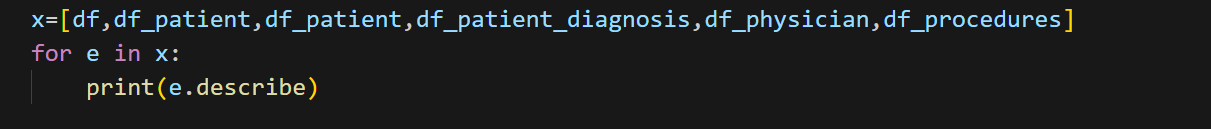 x=[df,df_patient,df_patient,df_patient_diagnosis,df_physician,df_procedures]
for e in x:
    print(e.describe)